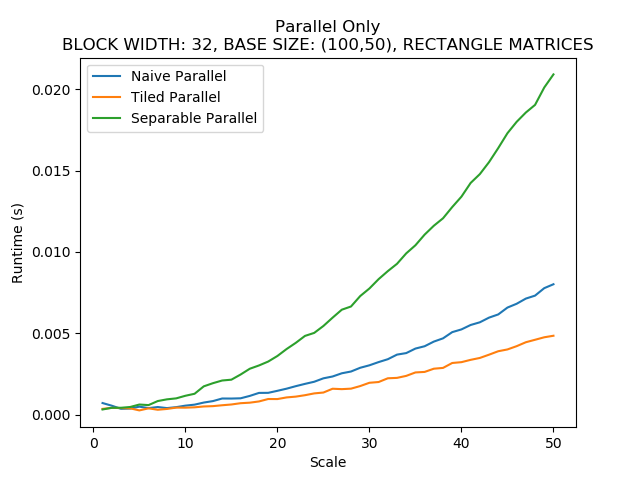 Parallel Only
BLOCK WIDTH: 32, BASE SIZE: (100,50), RECTANGLE MATRICES
Naive Parallel
Tiled Parallel
Separable Parallel
Runtime (s)
0.020
0.015
0.010
0.005
0.000
0
10
20
30
40
50
Scale